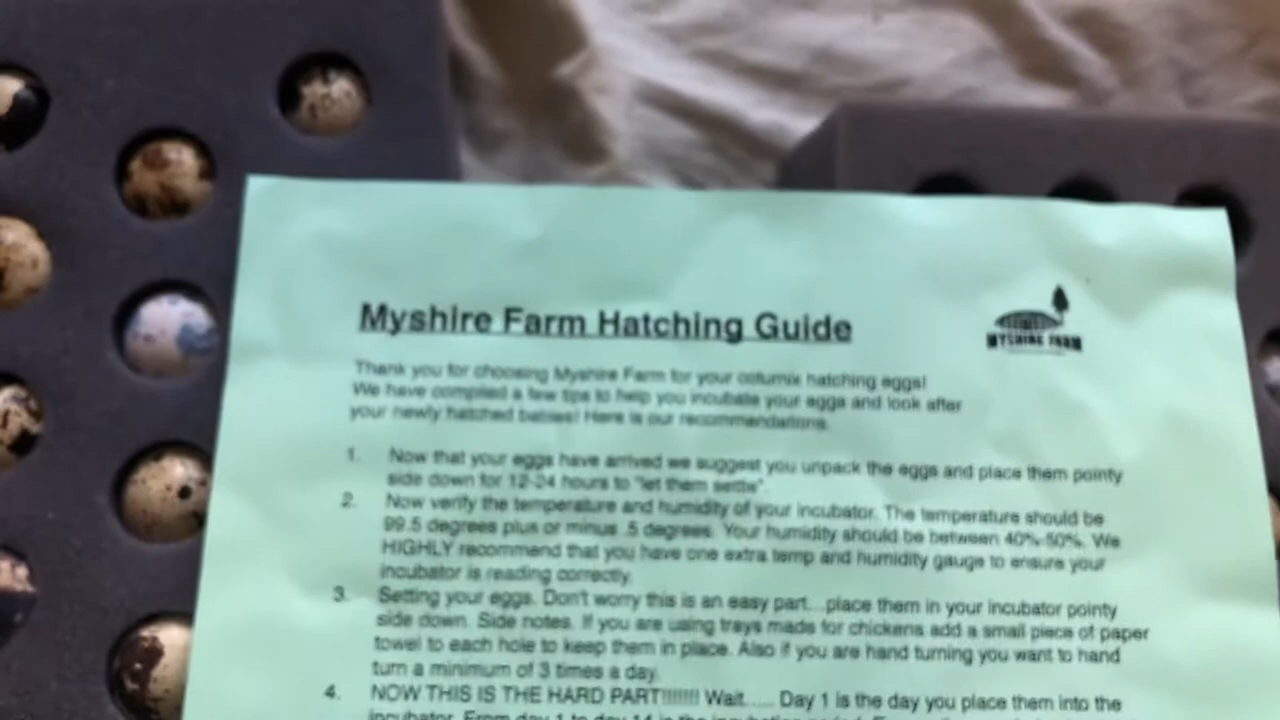 Myshire Farm Hatching Guide
MYSHIRE FARM
Thank you for choosing Myshire Farm for your coturnix hatching eggs!
We have compiled a few tips to help you incubate your eggs and look after
your newly hatched babies! Here is our recommendations.
1. Now that your eggs have arrived we suggest you unpack the eggs and place them pointy
side down for 12-24 hours to "let them settle".
2. Now verify the temperature and humidity of your incubator. The temperature should be
99.5 degrees plus or minus .5 degrees. Your humidity should be between 40%-50%. We
HIGHLY recommend that you have one extra temp and humidity gauge to ensure your
incubator is reading correctly.
3. Setting your eggs. Don't worry this is an easy part...place them in your incubator pointy
side down. Side notes. If you are using trays made for chickens add a small piece of paper
towel to each hole to keep them in place. Also if you are hand turning you want to hand
turn a minimum of 3 times a day.
4. NOW THIS IS THE HARD PART!!!!!!! Wait..... Day 1 is the day you place them into the
incubator. From day 1 to day 14 is the incubation period.